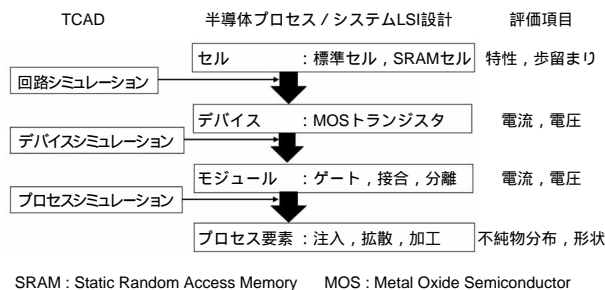 TCAD 半導体プロセス / システムLSI設計 評価項目
セル :標準セル , SRAMセル 特性 , 歩留まり
回路シミュレーション
デバイス :MOSトランジスタ 電流 , 電圧
デバイスシミュレーション
モジュール :ゲート , 接合 , 分離 電流 , 電圧
プロセスシミュレーション
プロセス要素 :注入 , 拡散 , 加工 不純物分布 , 形状
SRAM : Static Random Access Memory MOS : Metal Oxide Semiconductor